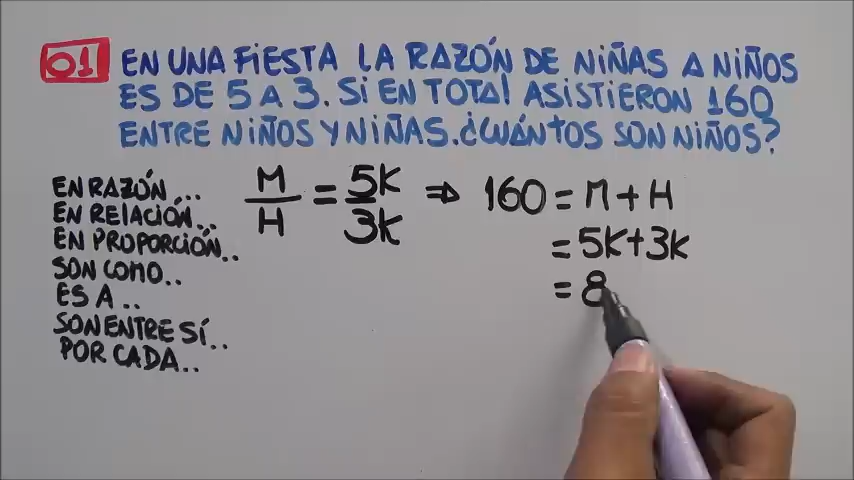 01 EN UNA FIESTA LA RAZÓN DE NIÑAS A NIÑOS
ES DE 5 A 3. SI EN TOTAL ASISTIERON 160
ENTRE NIÑOS Y NIÑAS. ¿CUÁNTOS SON NIÑOS?
EN RAZÓN...
EN RELACIÓN..
EN PROPORCIÓN..
SON COMO..
ES A ..
SON ENTRE SÍ..
POR CADA..
M/H = 5K/3K ⇒ 160 = M + H
= 5K + 3K
= 8